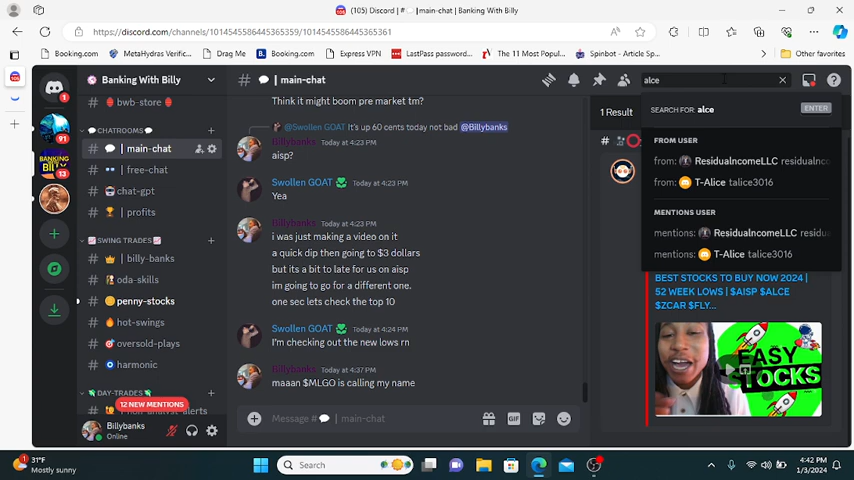 (105) Discord | # 💬 | main-chat | Banking With Billy
https://discord.com/channels/1014545586445365359/1014545586445365361
Booking.com
MetaHydras Verific...
Drag Me
Booking.com
Express VPN
LastPass password...
The 11 Most Popul...
Spinbot - Article Sp...
Other favorites
Banking With Billy
# | main-chat
alce
# bwb-store
CHATROOMS
# | main-chat
# | free-chat
# chat-gpt
# | profits
SWING TRADES
# | billy-banks
# oda-skills
# penny-stocks
# hot-swings
# oversold-plays
# harmonic
DAY-TRADES
12 NEW MENTIONS
Billybanks
Online
1
91
13
Think it might boom pre market tm?
@Swollen GOAT It's up 60 cents today not bad @Billybanks
Billybanks Today at 4:23 PM
aisp?
Swollen GOAT Today at 4:23 PM
Yea
Billybanks Today at 4:23 PM
i was just making a video on it
a quick dip then going to $3 dollars
but its a bit to late for us on aisp
im going to go for a different one.
one sec lets check the top 10
Swollen GOAT Today at 4:24 PM
I'm checking out the new lows rn
Billybanks Today at 4:37 PM
maaan $MLGO is calling my name
Message # | main-chat
GIF
1 Result
#
SEARCH FOR: alce
ENTER
FROM USER
from: ResidualncomeLLC residualnco
from: T-Alice talice3016
MENTIONS USER
mentions: ResidualncomeLLC residu
mentions: T-Alice talice3016
BEST STOCKS TO BUY NOW 2024 |
52 WEEK LOWS | $AISP $ALCE
$ZCAR $FLY...
EASY
STOCKS
31°F
Mostly sunny
Search
4:42 PM
1/3/2024